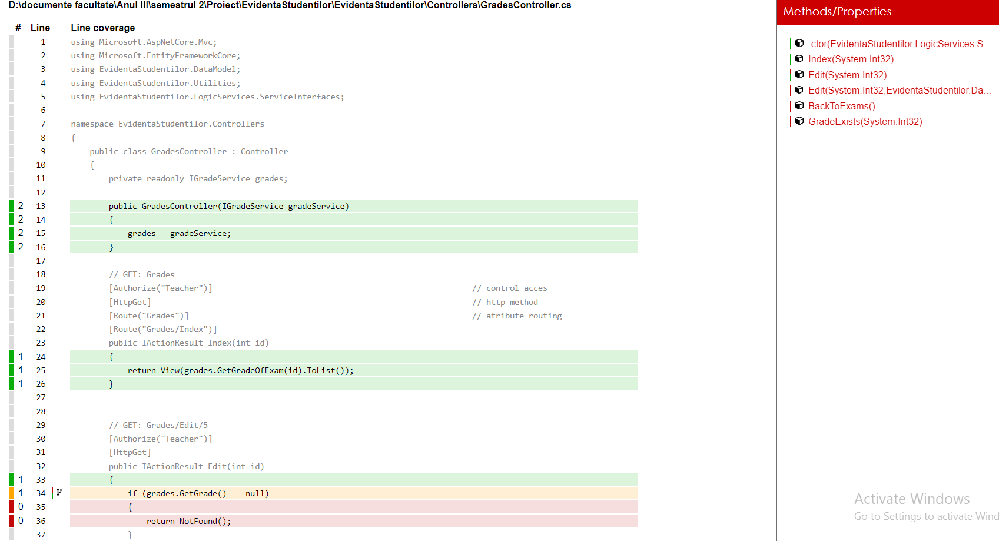 D:\documente facultate\Anul III\semestrul 2\Proiect\EvidentaStudentilor\EvidentaStudentilor\Controllers\GradesController.cs
# Line Line coverage
1 using Microsoft.AspNetCore.Mvc;
2 using Microsoft.EntityFrameworkCore;
3 using EvidentaStudentilor.DataModel;
4 using EvidentaStudentilor.Utilities;
5 using EvidentaStudentilor.LogicServices.ServiceInterfaces;
6
7 namespace EvidentaStudentilor.Controllers
8 {
9 public class GradesController : Controller
10 {
11 private readonly IGradeService grades;
12
2 13 public GradesController(IGradeService gradeService)
2 14 {
2 15 grades = gradeService;
2 16 }
17
18 // GET: Grades
19 [Authorize("Teacher")] // control acces
20 [HttpGet] // http method
21 [Route("Grades")] // atribute routing
22 [Route("Grades/Index")]
23 public IActionResult Index(int id)
1 24 {
1 25 return View(grades.GetGradeOfExam(id).ToList());
1 26 }
27
28
29 // GET: Grades/Edit/5
30 [Authorize("Teacher")]
31 [HttpGet]
32 public IActionResult Edit(int id)
1 33 {
1 34 if (grades.GetGrade() == null)
0 35 {
0 36 return NotFound();
37 }
Methods/Properties
.ctor(EvidentaStudentilor.LogicServices.S...
Index(System.Int32)
Edit(System.Int32)
Edit(System.Int32,EvidentaStudentilor.Da...
BackToExams()
GradeExists(System.Int32)
Activate Windows
Go to Settings to activate Wind